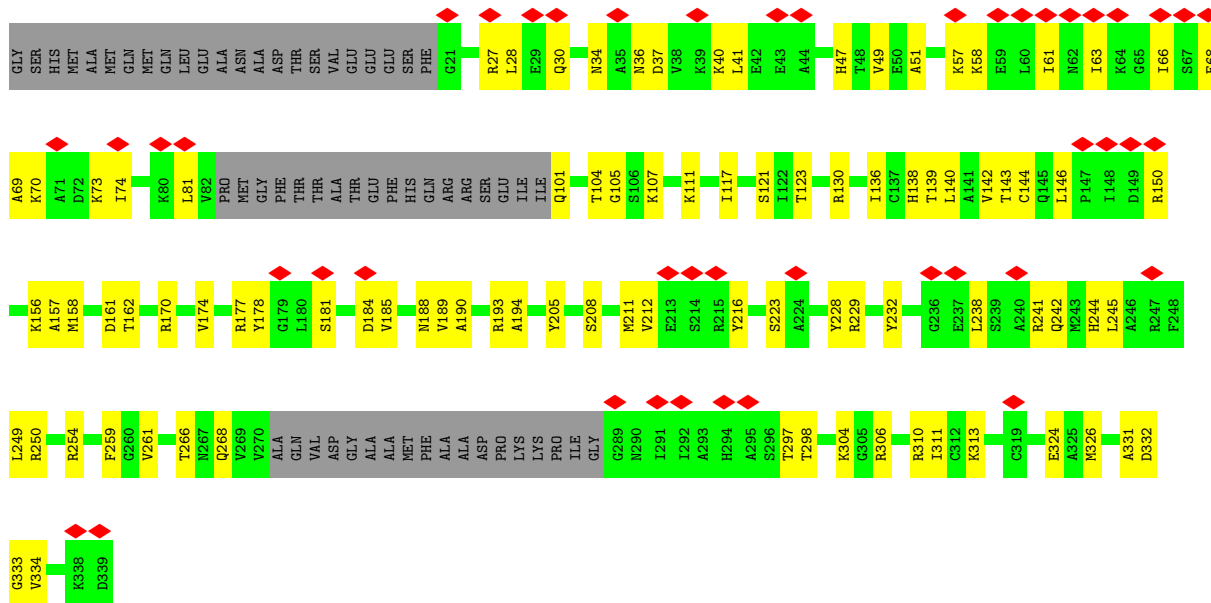 GLY SER HIS MET ALA MET GLN MET GLN LEU GLU ALA ASN ALA ASP THR SER VAL GLU GLU GLU SER PHE G21 R27 L28 E29 Q30 N34 A35 N36 D37 V38 K39 K40 L41 E42 E43 A44 H47 T48 V49 E50 A51 K57 K58 E59 L60 I61 N62 I63 K64 G65 I66 S67
A69 K70 A71 D72 K73 I74 K80 L81 V82 PRO MET GLY PHE THR THR ALA THR GLU PHE HIS GLN ARG ARG SER GLU ILE ILE Q101 T104 G105 S106 K107 K111 I117 S121 I122 T123 R130 I136 C137 H138 T139 L140 A141 V142 T143 C144 Q145 L146 P147 I148 D149 R150
K156 A157 M158 D161 T162 R170 V174 R177 Y178 G179 L180 S181 D184 V185 N188 V189 A190 R193 A194 Y205 S208 M211 V212 E213 S214 R215 Y216 S223 A224 Y228 R229 Y232 G236 E237 L238 S239 A240 R241 Q242 M243 H244 L245 A246 R247 F248
L249 R250 R254 F259 G260 V261 T266 N267 Q268 V269 V270 ALA GLN VAL ASP GLY ALA ALA MET PHE ALA ALA ASP PRO LYS LYS PRO ILE GLY G289 N290 I291 I292 A293 H294 A295 S296 T297 T298 K304 G305 R306 R310 I311 C312 K313 C319 E324 A325 M326 A331 D332
G333 V334 K338 D339